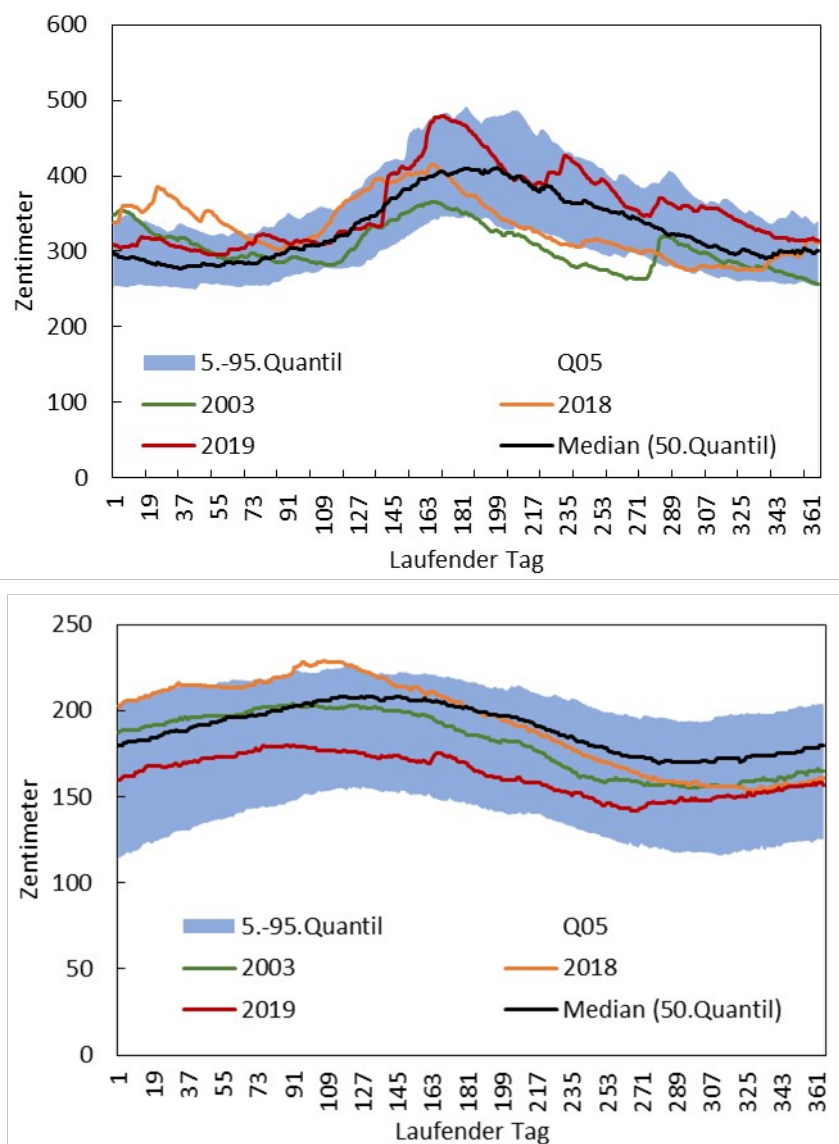 600
500
400
300
200
100
0
Zentimeter
5.-95.Quantil Q05
2003 2018
2019 Median (50.Quantil)
1 19 37 55 73 91 109 127 145 163 181 199 217 235 253 271 289 307 325 343 361
Laufender Tag
250
200
150
100
50
0
Zentimeter
5.-95.Quantil Q05
2003 2018
2019 Median (50.Quantil)
1 19 37 55 73 91 109 127 145 163 181 199 217 235 253 271 289 307 325 343 361
Laufender Tag